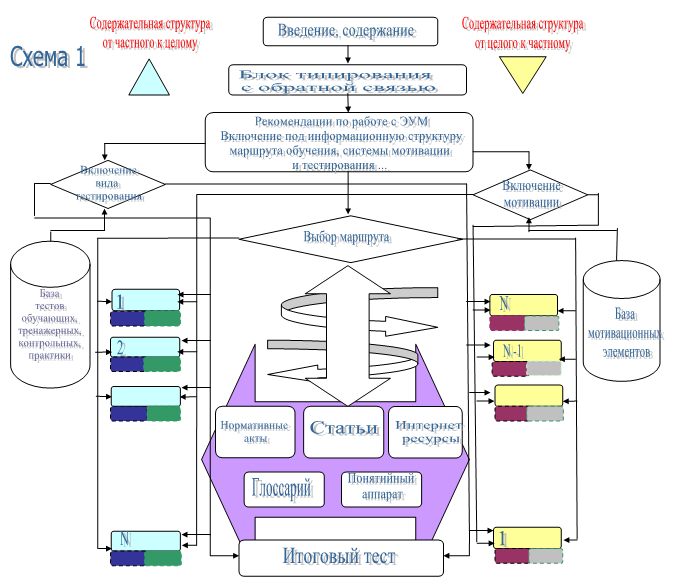 Схема 1
Содержательная структура
от частного к целому
Введение, содержание
Содержательная структура
от целого к частному
Блок типирования
с обратной связью
Рекомендации по работе с ЭУМ
Включение под информационную структуру
маршрута обучения, системы мотивации
и тестирования ...
Включение
вида
тестирования
Включение
мотивации
Выбор маршрута
База
тестов
обучающих,
тренажерных,
контрольных,
практики
База
мотивационных
элементов
1
2
N
N
N-1
1
Нормативные
акты
Статьи
Интернет
ресурсы
Глоссарий
Понятийный
аппарат
Итоговый тест